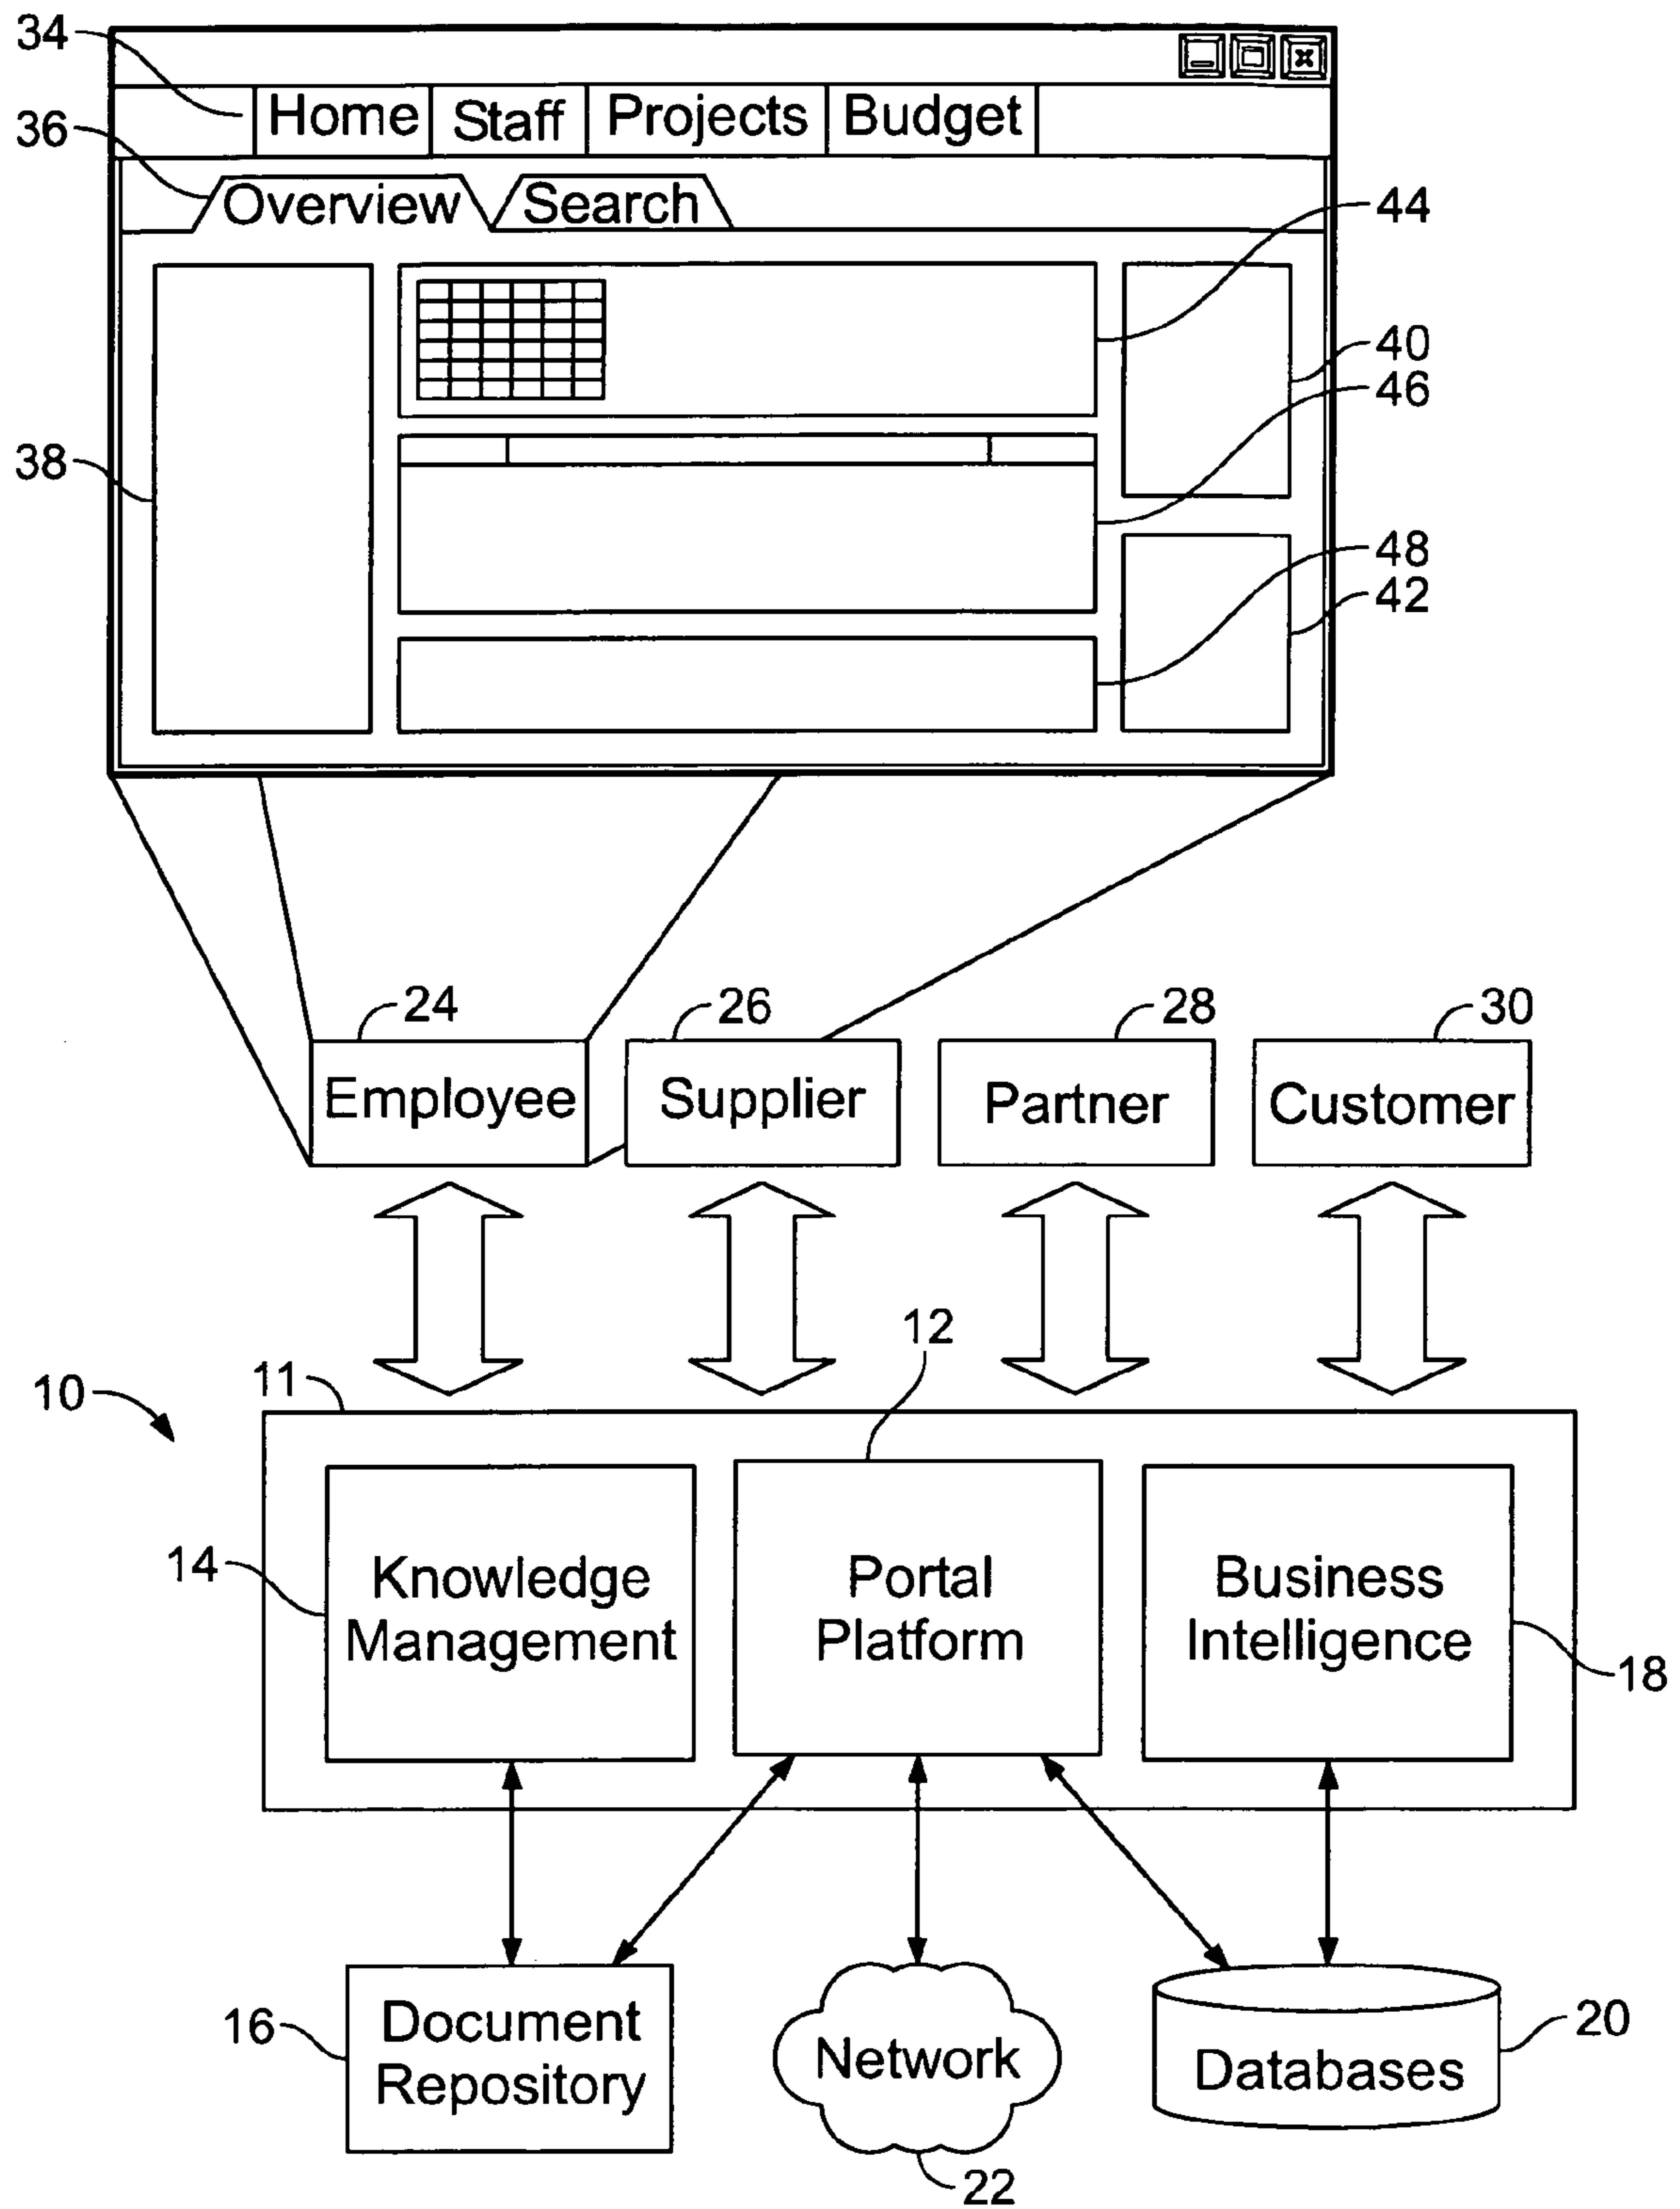 34
Home Staff Projects Budget
36
Overview Search
44
40
46
38
48
42
24 26 28 30
Employee Supplier Partner Customer
12
10 11
14
Knowledge
Management
Portal
Platform
Business
Intelligence
18
16
Document
Repository
Network
Databases
20
22